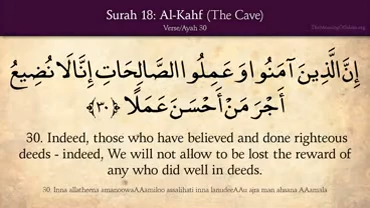 Surah 18: Al-Kahf (The Cave)
Verse/Ayah 30
إِنَّ الَّذِينَ آمَنُوا وَعَمِلُوا الصَّالِحَاتِ إِنَّا لَا نُضِيعُ
أَجْرَ مَنْ أَحْسَنَ عَمَلًا ﴿٣٠﴾
30. Indeed, those who have believed and done righteous
deeds - indeed, We will not allow to be lost the reward of
any who did well in deeds.